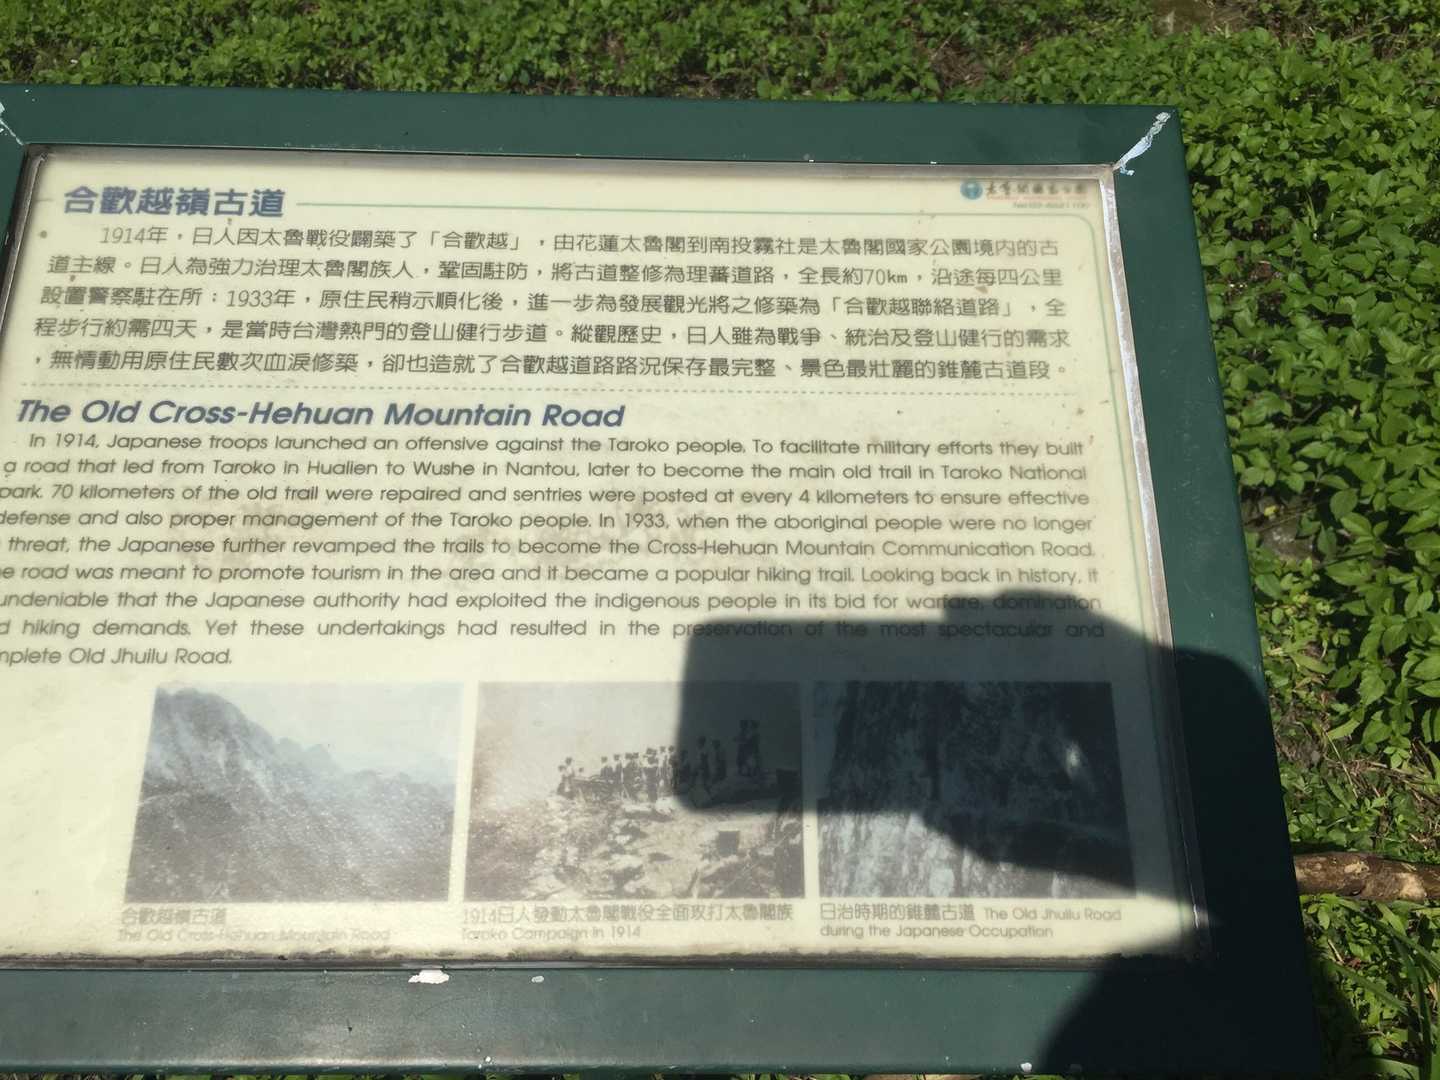 合歡越嶺古道
太魯閣國家公園
1914年，日人因太魯戰役闢築了「合歡越」，由花蓮太魯閣到南投霧社是太魯閣國家公園境內的古
道主線。日人為強力治理太魯閣族人，鞏固駐防，將古道整修為理蕃道路，全長約70km，沿途每四公里
設置警察駐在所；1933年，原住民稍示順化後，進一步為發展觀光將之修築為「合歡越聯絡道路」，全
程步行約需四天，是當時台灣熱門的登山健行步道。縱觀歷史，日人雖為戰爭、統治及登山健行的需求
，無情動用原住民數次血淚修築，卻也造就了合歡越道路路況保存最完整、景色最壯麗的錐麓古道段。
The Old Cross-Hehuan Mountain Road
In 1914, Japanese troops launched an offensive against the Taroko people. To facilitate military efforts they built
a road that led from Taroko in Hualien to Wushe in Nantou, later to become the main old trail in Taroko National
park. 70 kilometers of the old trail were repaired and sentries were posted at every 4 kilometers to ensure effective
defense and also proper management of the Taroko people. In 1933, when the aboriginal people were no longer
threat, the Japanese further revamped the trails to become the Cross-Hehuan Mountain Communication Road.
e road was meant to promote tourism in the area and it became a popular hiking trail. Looking back in history, it
undeniable that the Japanese authority had exploited the indigenous people in its bid for warfare, domination
d hiking demands. Yet these undertakings had resulted in the preservation of the most spectacular and
mplete Old Jhuilu Road.
合歡越嶺古道
The Old Cross-Hehuan Mountain Road
1914日人發動太魯閣戰役全面攻打太魯閣族
Taroko Campaign in 1914
日治時期的錐麓古道 The Old Jhuilu Road
during the Japanese Occupation